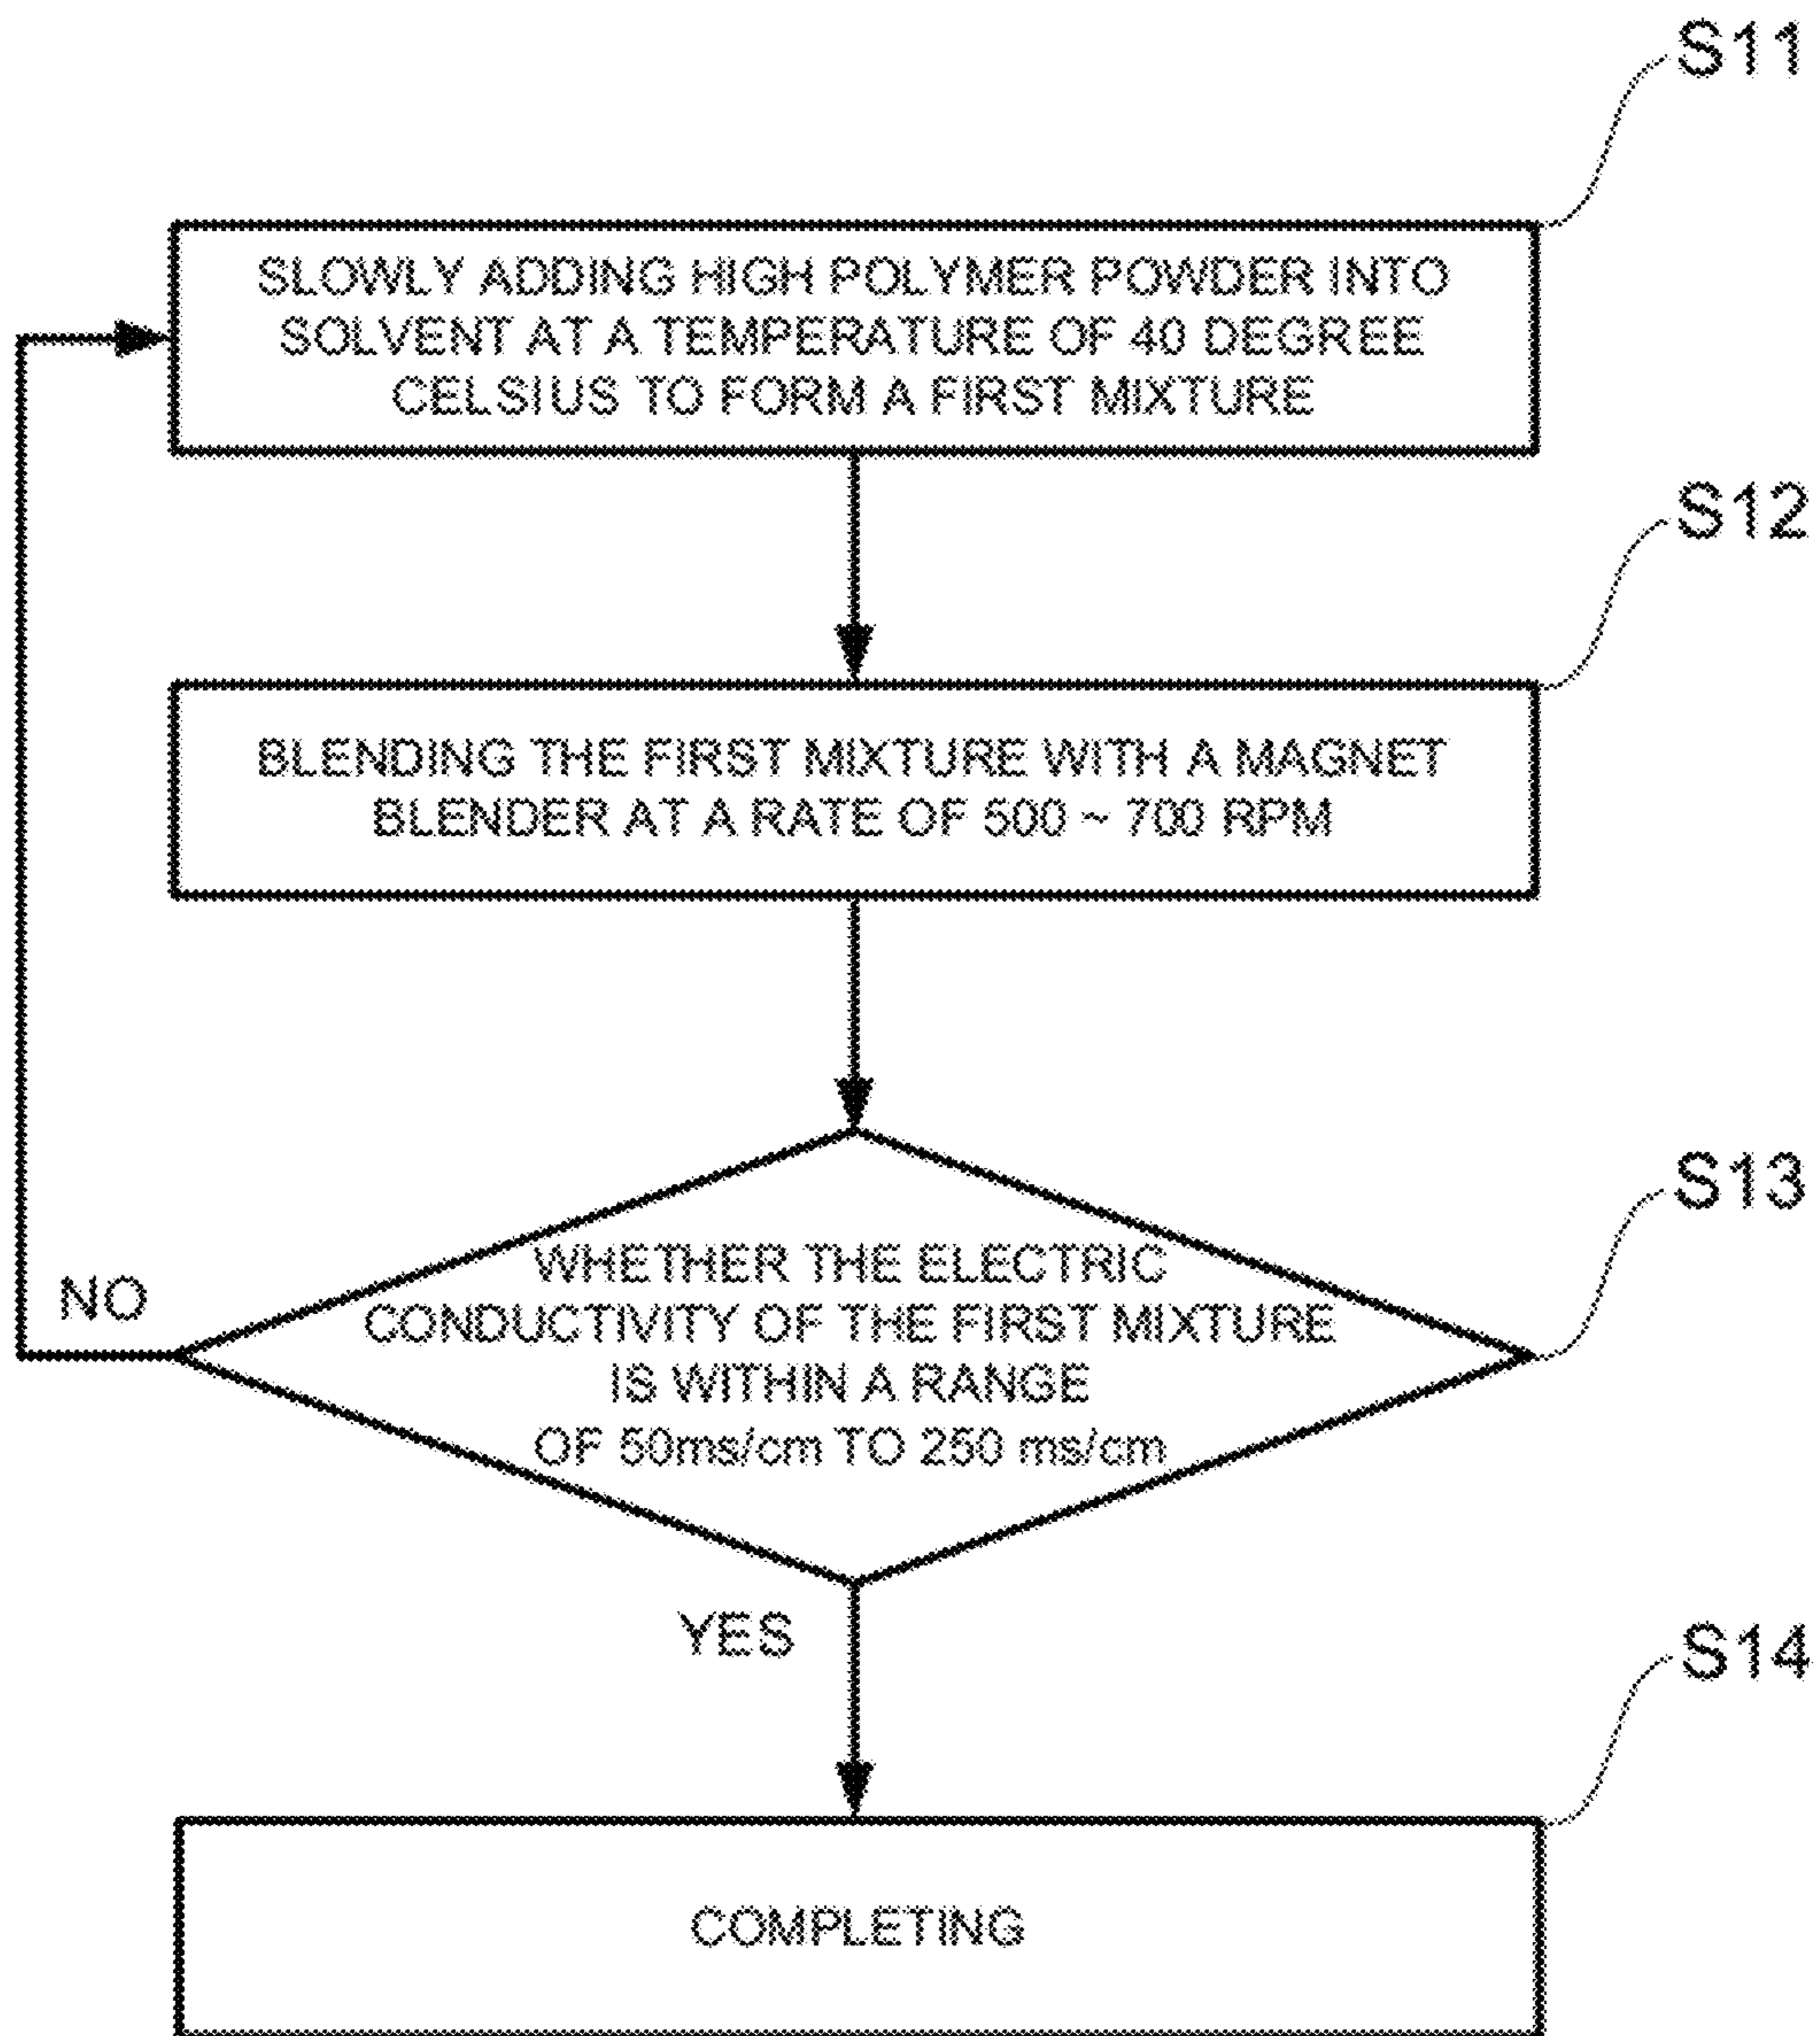 S11
SLOWLY ADDING HIGH POLYMER POWDER INTO
SOLVENT AT A TEMPERATURE OF 40 DEGREE
CELSIUS TO FORM A FIRST MIXTURE
S12
BLENDING THE FIRST MIXTURE WITH A MAGNET
BLENDER AT A RATE OF 500 ~ 700 RPM
S13
WHETHER THE ELECTRIC
CONDUCTIVITY OF THE FIRST MIXTURE
IS WITHIN A RANGE
OF 50ms/cm TO 250 ms/cm
NO
YES
S14
COMPLETING